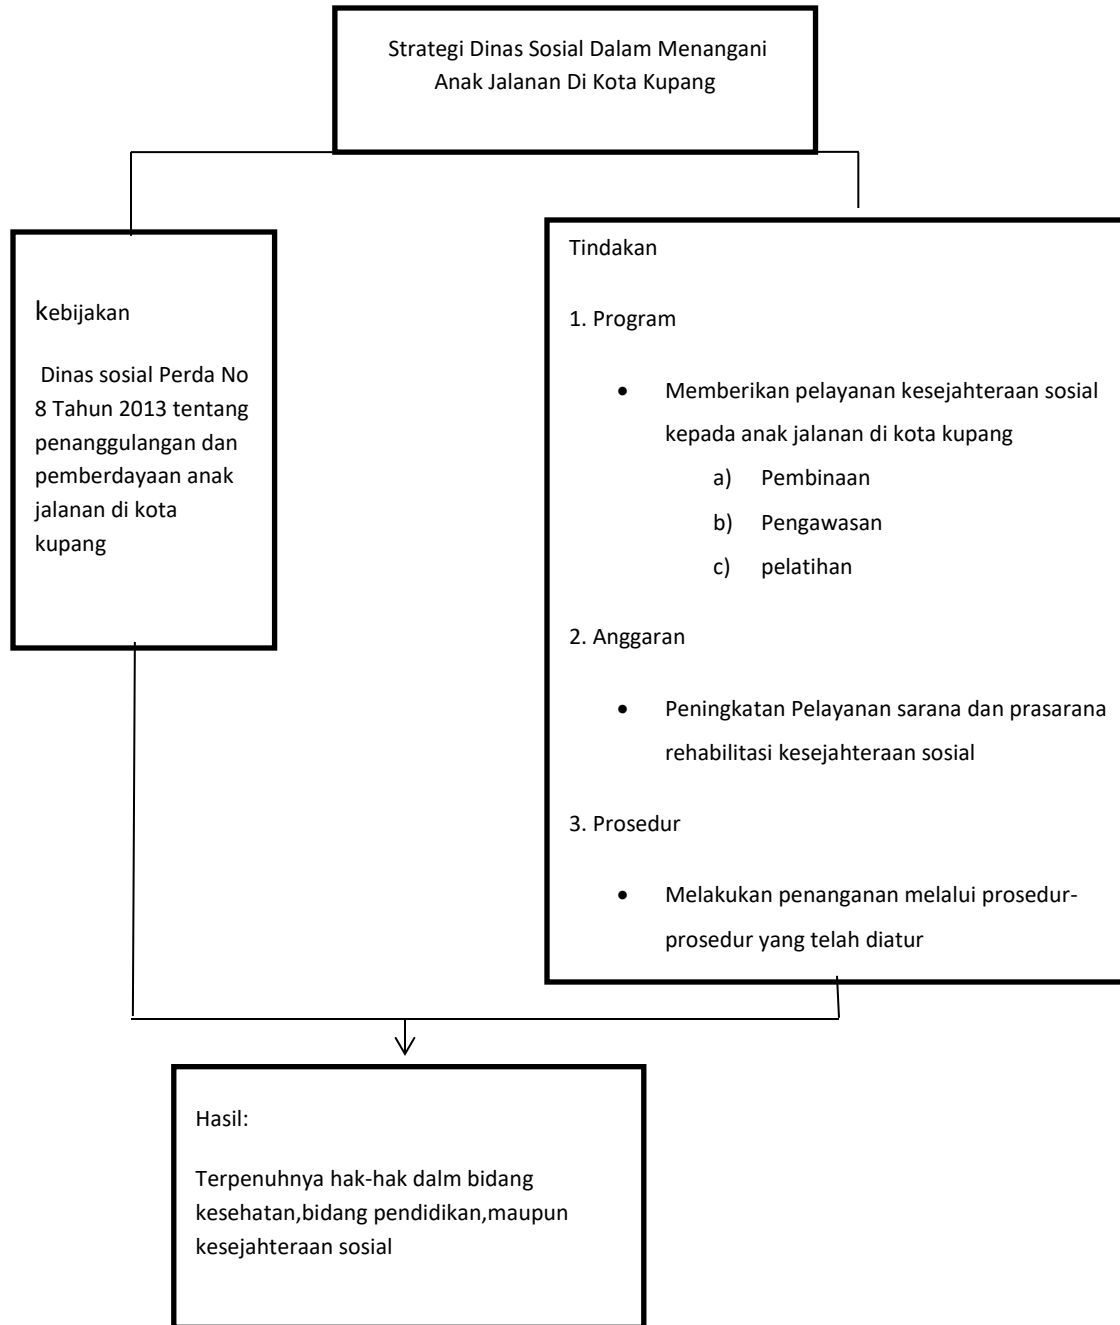 Strategi Dinas Sosial Dalam Menangani
Anak Jalanan Di Kota Kupang
kebijakan
Dinas sosial Perda No
8 Tahun 2013 tentang
penanggulangan dan
pemberdayaan anak
jalanan di kota
kupang
Tindakan
1. Program
• Memberikan pelayanan kesejahteraan sosial
kepada anak jalanan di kota kupang
a) Pembinaan
b) Pengawasan
c) pelatihan
2. Anggaran
• Peningkatan Pelayanan sarana dan prasarana
rehabilitasi kesejahteraan sosial
3. Prosedur
• Melakukan penanganan melalui prosedur-
prosedur yang telah diatur
Hasil:
Terpenuhnya hak-hak dalm bidang
kesehatan,bidang pendidikan,maupun
kesejahteraan sosial